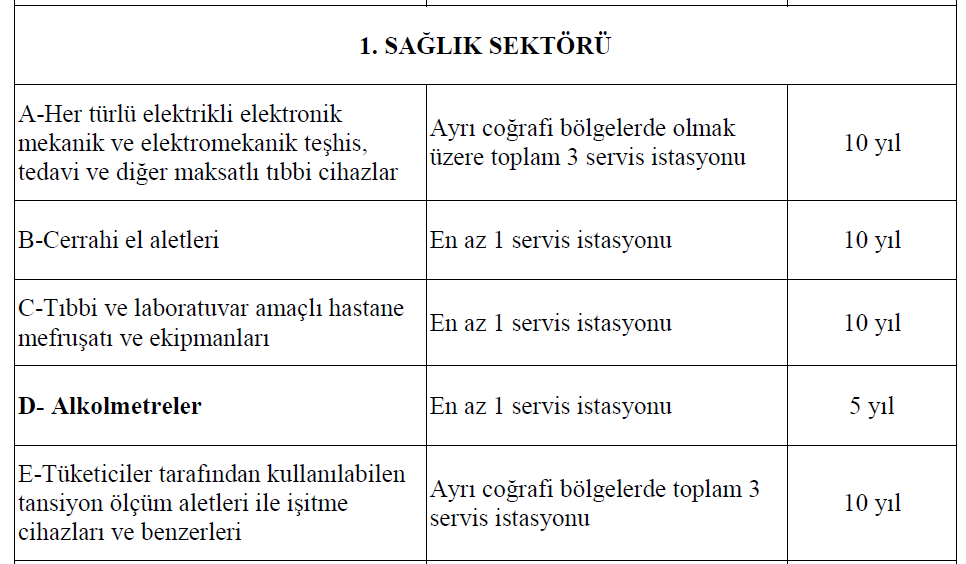 1. SAĞLIK SEKTÖRÜ
A-Her türlü elektrikli elektronik
mekanik ve elektromekanik teşhis,
tedavi ve diğer maksatlı tıbbi cihazlar
Ayrı coğrafi bölgelerde olmak
üzere toplam 3 servis istasyonu
10 yıl
B-Cerrahi el aletleri
En az 1 servis istasyonu
10 yıl
C-Tıbbi ve laboratuvar amaçlı hastane
mefruşatı ve ekipmanları
En az 1 servis istasyonu
10 yıl
D- Alkolmetreler
En az 1 servis istasyonu
5 yıl
E-Tüketiciler tarafından kullanılabilen
tansiyon ölçüm aletleri ile işitme
cihazları ve benzerleri
Ayrı coğrafi bölgelerde toplam 3
servis istasyonu
10 yıl